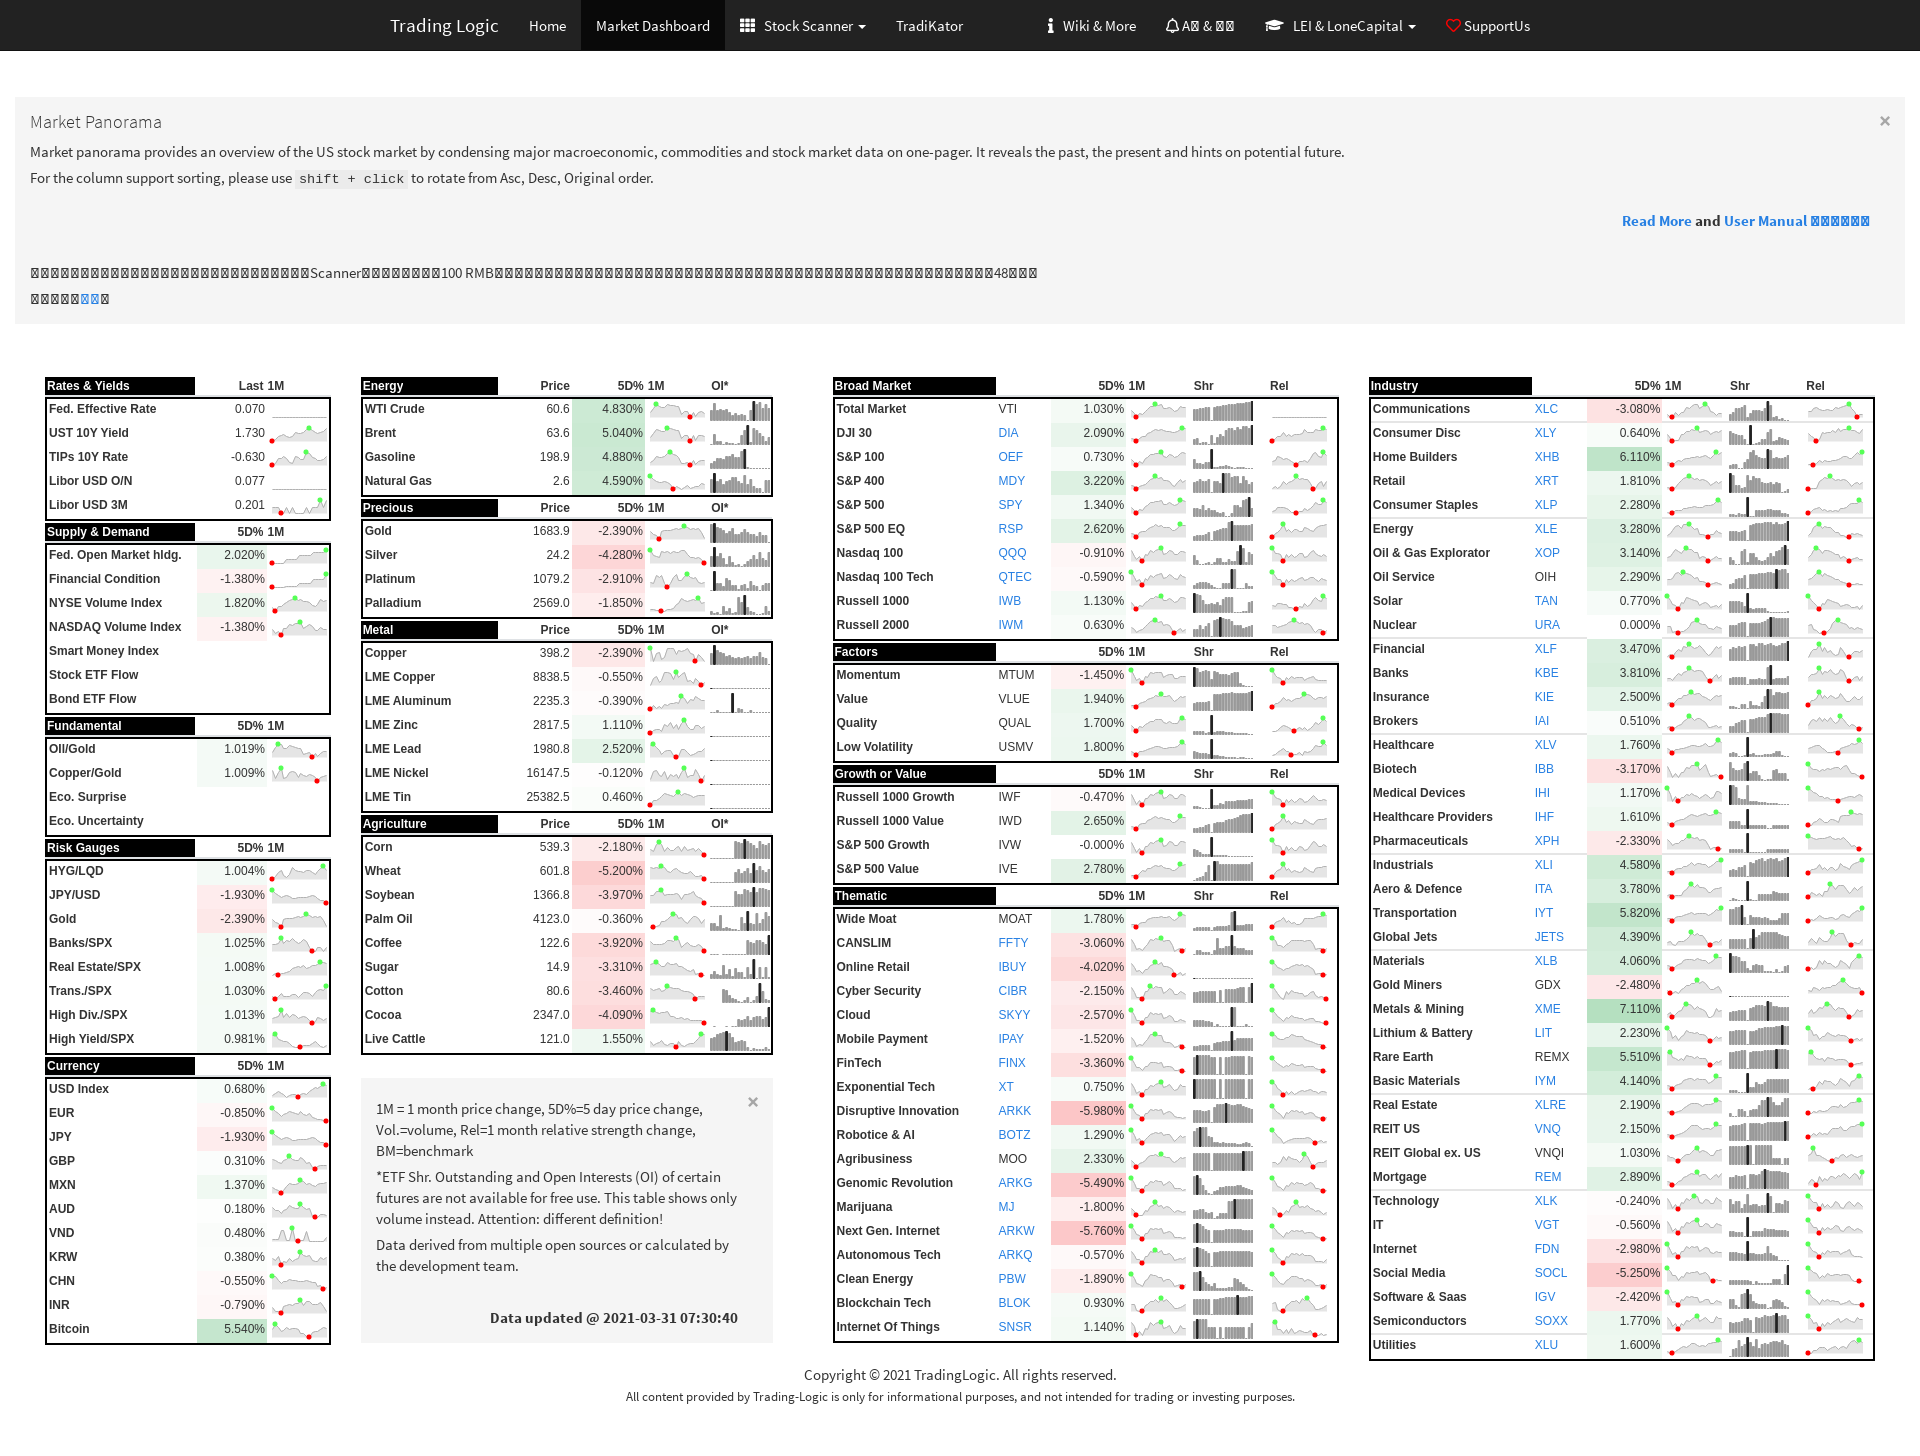 Trading Logic Home Market Dashboard Stock Scanner TradiKator Wiki & More A & LEI & LoneCapital SupportUs
Market Panorama ×
Market panorama provides an overview of the US stock market by condensing major macroeconomic, commodities and stock market data on one-pager. It reveals the past, the present and hints on potential future.
For the column support sorting, please use shift + click to rotate from Asc, Desc, Original order.
Read More and User Manual
Scanner 100 RMB 48
Rates & Yields Last 1M
Fed. Effective Rate 0.070
UST 10Y Yield 1.730
TIPs 10Y Rate -0.630
Libor USD O/N 0.077
Libor USD 3M 0.201
Supply & Demand 5D% 1M
Fed. Open Market hldg. 2.020%
Financial Condition -1.380%
NYSE Volume Index 1.820%
NASDAQ Volume Index -1.380%
Smart Money Index
Stock ETF Flow
Bond ETF Flow
Fundamental 5D% 1M
OIl/Gold 1.019%
Copper/Gold 1.009%
Eco. Surprise
Eco. Uncertainty
Risk Gauges 5D% 1M
HYG/LQD 1.004%
JPY/USD -1.930%
Gold -2.390%
Banks/SPX 1.025%
Real Estate/SPX 1.008%
Trans./SPX 1.030%
High Div./SPX 1.013%
High Yield/SPX 0.981%
Currency 5D% 1M
USD Index 0.680%
EUR -0.850%
JPY -1.930%
GBP 0.310%
MXN 1.370%
AUD 0.180%
VND 0.480%
KRW 0.380%
CHN -0.550%
INR -0.790%
Bitcoin 5.540%
Energy Price 5D% 1M OI*
WTI Crude 60.6 4.830%
Brent 63.6 5.040%
Gasoline 198.9 4.880%
Natural Gas 2.6 4.590%
Precious Price 5D% 1M OI*
Gold 1683.9 -2.390%
Silver 24.2 -4.280%
Platinum 1079.2 -2.910%
Palladium 2569.0 -1.850%
Metal Price 5D% 1M OI*
Copper 398.2 -2.390%
LME Copper 8838.5 -0.550%
LME Aluminum 2235.3 -0.390%
LME Zinc 2817.5 1.110%
LME Lead 1980.8 2.520%
LME Nickel 16147.5 -0.120%
LME Tin 25382.5 0.460%
Agriculture Price 5D% 1M OI*
Corn 539.3 -2.180%
Wheat 601.8 -5.200%
Soybean 1366.8 -3.970%
Palm Oil 4123.0 -0.360%
Coffee 122.6 -3.920%
Sugar 14.9 -3.310%
Cotton 80.6 -3.460%
Cocoa 2347.0 -4.090%
Live Cattle 121.0 1.550%
×
1M = 1 month price change, 5D%=5 day price change,
Vol.=volume, Rel=1 month relative strength change,
BM=benchmark
*ETF Shr. Outstanding and Open Interests (OI) of certain
futures are not available for free use. This table shows only
volume instead. Attention: different definition!
Data derived from multiple open sources or calculated by
the development team.
Data updated @ 2021-03-31 07:30:40
Broad Market 5D% 1M Shr Rel
Total Market VTI 1.030%
DJI 30 DIA 2.090%
S&P 100 OEF 0.730%
S&P 400 MDY 3.220%
S&P 500 SPY 1.340%
S&P 500 EQ RSP 2.620%
Nasdaq 100 QQQ -0.910%
Nasdaq 100 Tech QTEC -0.590%
Russell 1000 IWB 1.130%
Russell 2000 IWM 0.630%
Factors 5D% 1M Shr Rel
Momentum MTUM -1.450%
Value VLUE 1.940%
Quality QUAL 1.700%
Low Volatility USMV 1.800%
Growth or Value 5D% 1M Shr Rel
Russell 1000 Growth IWF -0.470%
Russell 1000 Value IWD 2.650%
S&P 500 Growth IVW -0.000%
S&P 500 Value IVE 2.780%
Thematic 5D% 1M Shr Rel
Wide Moat MOAT 1.780%
CANSLIM FFTY -3.060%
Online Retail IBUY -4.020%
Cyber Security CIBR -2.150%
Cloud SKYY -2.570%
Mobile Payment IPAY -1.520%
FinTech FINX -3.360%
Exponential Tech XT 0.750%
Disruptive Innovation ARKK -5.980%
Robotice & AI BOTZ 1.290%
Agribusiness MOO 2.330%
Genomic Revolution ARKG -5.490%
Marijuana MJ -1.800%
Next Gen. Internet ARKW -5.760%
Autonomous Tech ARKQ -0.570%
Clean Energy PBW -1.890%
Blockchain Tech BLOK 0.930%
Internet Of Things SNSR 1.140%
Industry 5D% 1M Shr Rel
Communications XLC -3.080%
Consumer Disc XLY 0.640%
Home Builders XHB 6.110%
Retail XRT 1.810%
Consumer Staples XLP 2.280%
Energy XLE 3.280%
Oil & Gas Explorator XOP 3.140%
Oil Service OIH 2.290%
Solar TAN 0.770%
Nuclear URA 0.000%
Financial XLF 3.470%
Banks KBE 3.810%
Insurance KIE 2.500%
Brokers IAI 0.510%
Healthcare XLV 1.760%
Biotech IBB -3.170%
Medical Devices IHI 1.170%
Healthcare Providers IHF 1.610%
Pharmaceuticals XPH -2.330%
Industrials XLI 4.580%
Aero & Defence ITA 3.780%
Transportation IYT 5.820%
Global Jets JETS 4.390%
Materials XLB 4.060%
Gold Miners GDX -2.480%
Metals & Mining XME 7.110%
Lithium & Battery LIT 2.230%
Rare Earth REMX 5.510%
Basic Materials IYM 4.140%
Real Estate XLRE 2.190%
REIT US VNQ 2.150%
REIT Global ex. US VNQI 1.030%
Mortgage REM 2.890%
Technology XLK -0.240%
IT VGT -0.560%
Internet FDN -2.980%
Social Media SOCL -5.250%
Software & Saas IGV -2.420%
Semiconductors SOXX 1.770%
Utilities XLU 1.600%
Copyright © 2021 TradingLogic. All rights reserved.
All content provided by Trading-Logic is only for informational purposes, and not intended for trading or investing purposes.